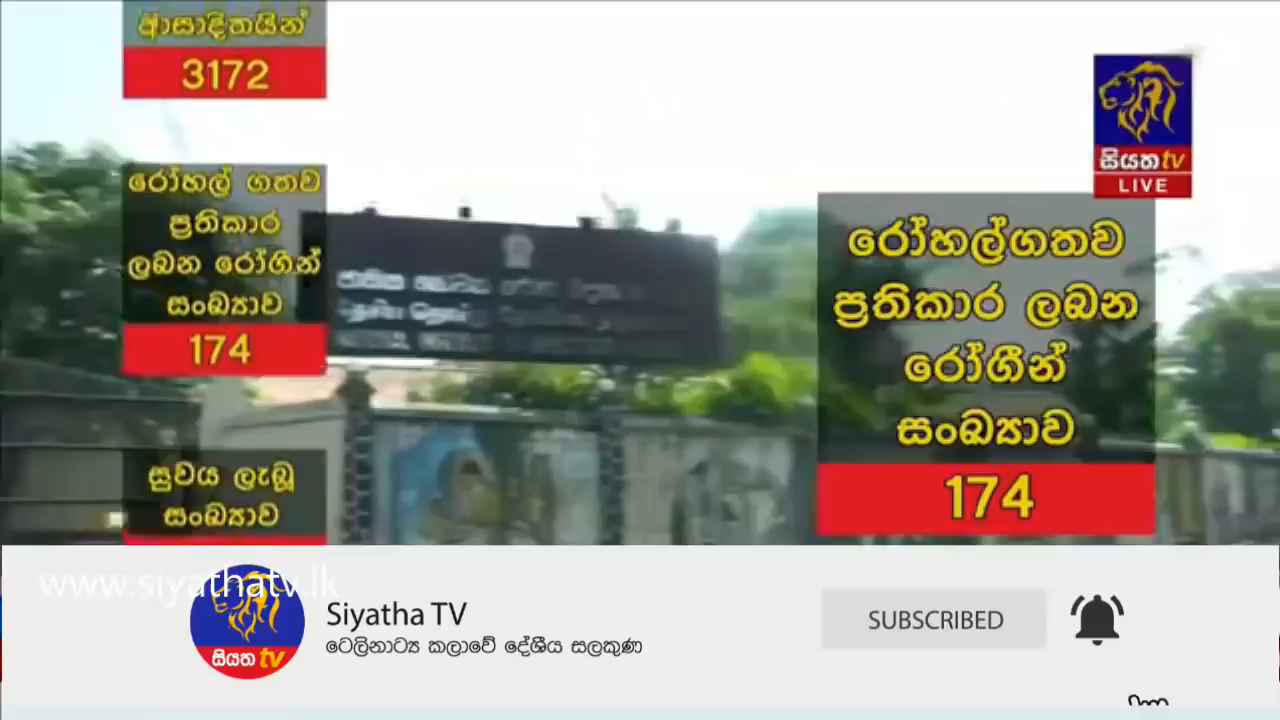 ආසාදිතයින්
3172
රෝහල් ගතව
ප්‍රතිකාර
ලබන රෝගීන්
සංඛ්‍යාව
174
සුවය ලැබූ
සංඛ්‍යාව
සියත tv
LIVE
රෝහල්ගතව
ප්‍රතිකාර ලබන
රෝගීන්
සංඛ්‍යාව
174
www.siyathatv.lk
සියත tv
Siyatha TV
ටෙලිනාට්‍ය කලාවේ දේශීය සලකුණ
SUBSCRIBED